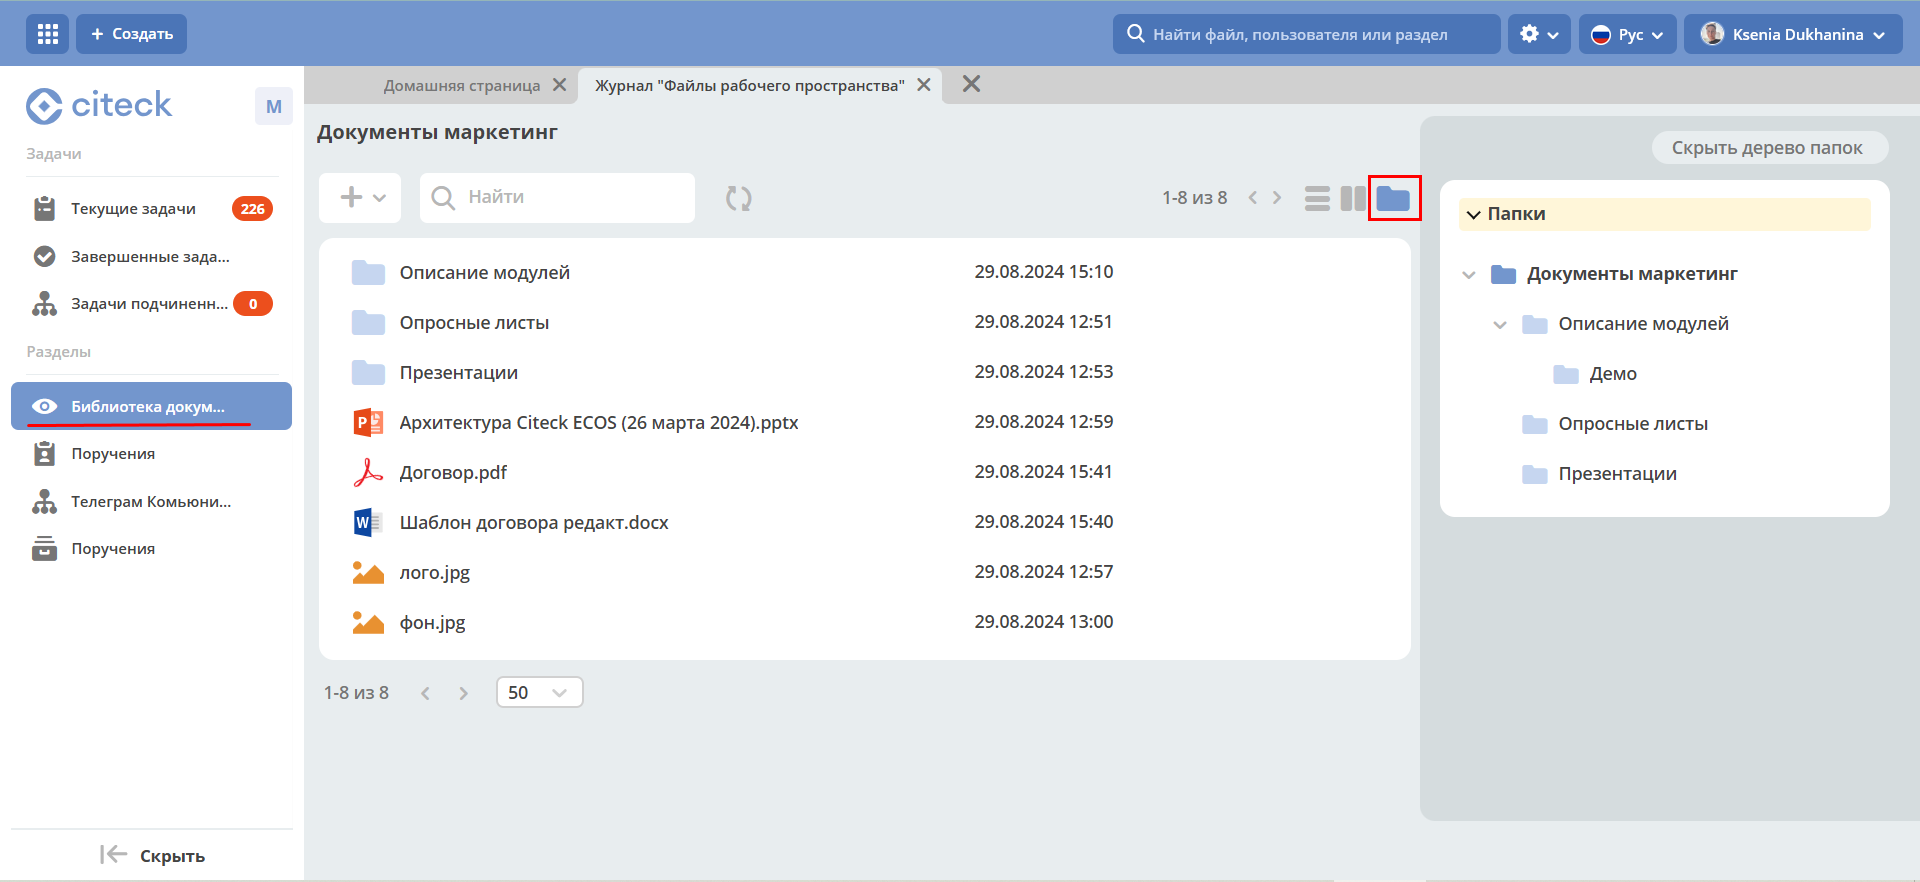 + Создать
Найти файл, пользователя или раздел
Рус
Ksenia Dukhanina
citeck
M
Задачи
Текущие задачи 226
Завершенные зада...
Задачи подчиненн... 0
Разделы
Библиотека докум...
Поручения
Телеграм Комьюни...
Поручения
Скрыть
Домашняя страница
Журнал "Файлы рабочего пространства"
Документы маркетинг
Найти
1-8 из 8
Описание модулей 29.08.2024 15:10
Опросные листы 29.08.2024 12:51
Презентации 29.08.2024 12:53
Архитектура Citeck ECOS (26 марта 2024).pptx 29.08.2024 12:59
Договор.pdf 29.08.2024 15:41
Шаблон договора редакт.docx 29.08.2024 15:40
лого.jpg 29.08.2024 12:57
фон.jpg 29.08.2024 13:00
1-8 из 8
50
Скрыть дерево папок
Папки
Документы маркетинг
Описание модулей
Демо
Опросные листы
Презентации